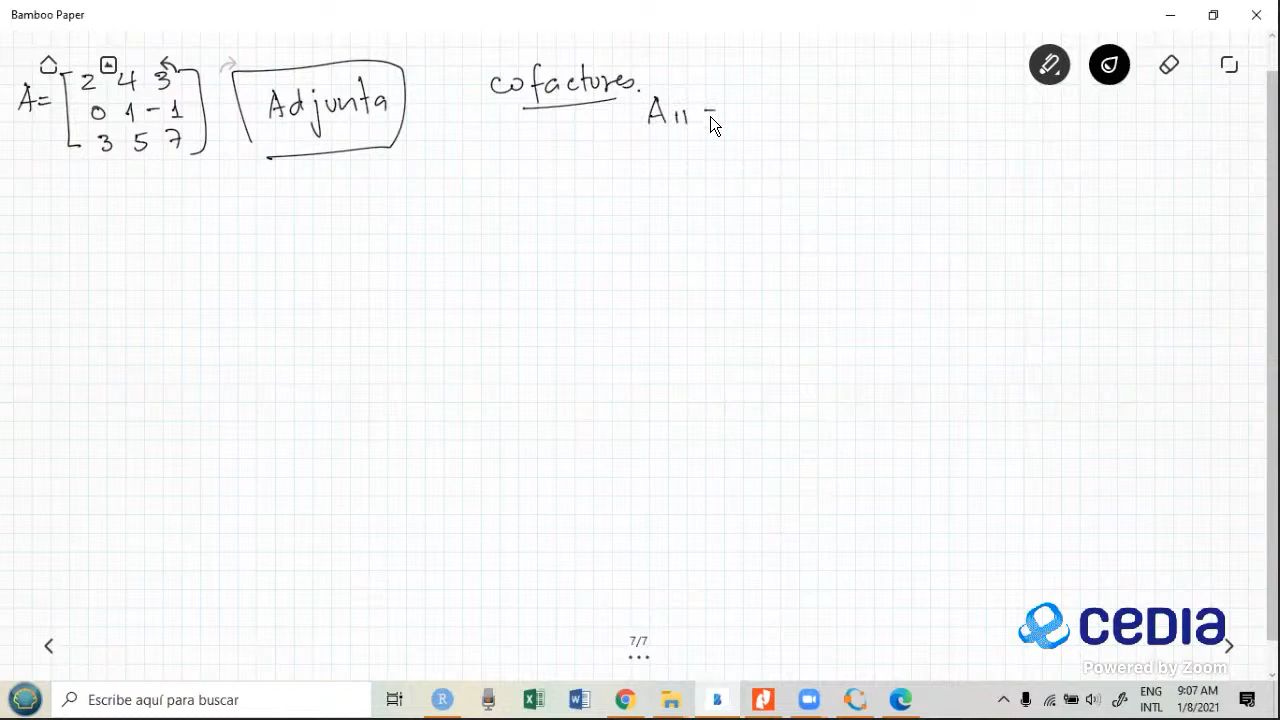 Bamboo Paper
A = [ 2 4 3
0 1 -1
3 5 7 ]
Adjunta
cofactores.
A11 =
7/7
cedia
Powered by Zoom
Escribe aquí para buscar
ENG
INTL
9:07 AM
1/8/2021